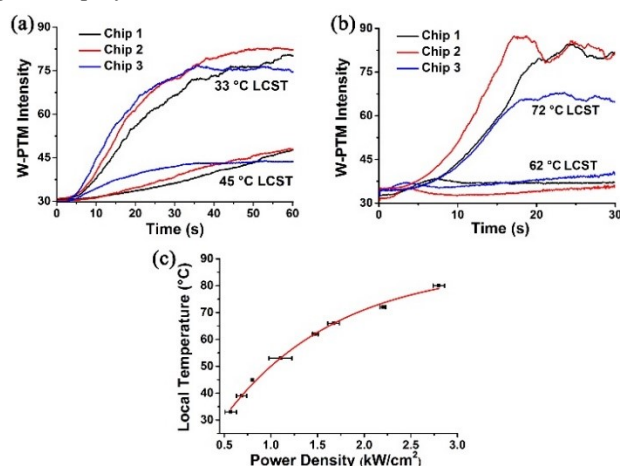 (a)
Chip 1
Chip 2
Chip 3
33 °C LCST
45 °C LCST
W-PTM Intensity
90
75
60
45
30
0 10 20 30 40 50 60
Time (s)
(b)
Chip 1
Chip 2
Chip 3
72 °C LCST
62 °C LCST
W-PTM Intensity
90
75
60
45
30
0 10 20 30
Time (s)
(c)
Local Temperature (°C)
90
80
70
60
50
40
30
0.5 1.0 1.5 2.0 2.5 3.0
Power Density (kW/cm²)